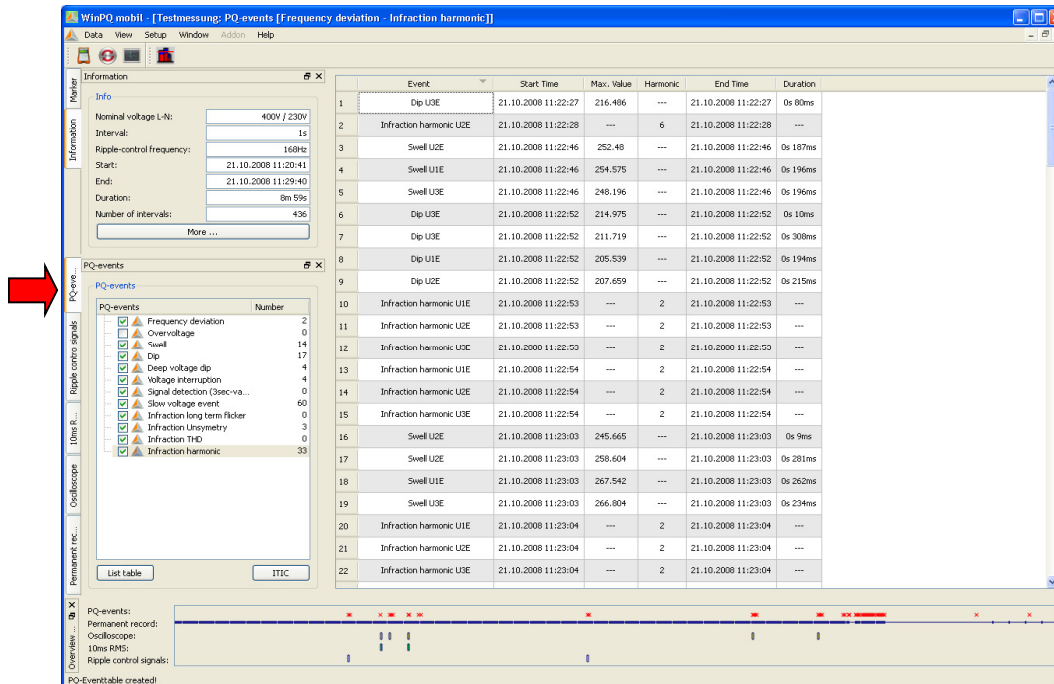 WinPQ mobil - [Testmessung: PQ-events [Frequency deviation - Infraction harmonic]]
Data View Setup Window Addon Help
Marker
Information
PQ-eve...
Ripple contro signals
10ms R...
Oscilloscope
Permanent rec...
Information
Info
Nominal voltage L-N: 400V / 230V
Interval: 1s
Ripple-control frequency: 168Hz
Start: 21.10.2008 11:20:41
End: 21.10.2008 11:29:40
Duration: 8m 59s
Number of intervals: 436
More ...
PQ-events
PQ-events
PQ-events Number
Frequency deviation 2
Overvoltage 0
Swell 14
Dip 17
Deep voltage dip 4
Voltage interruption 4
Signal detection (3sec-va... 0
Slow voltage event 60
Infraction long term flicker 0
Infraction Unsymetry 3
Infraction THD 0
Infraction harmonic 33
List table ITIC
Event Start Time Max. Value Harmonic End Time Duration
1 Dip U3E 21.10.2008 11:22:27 216.486 --- 21.10.2008 11:22:27 0s 80ms
2 Infraction harmonic U2E 21.10.2008 11:22:28 --- 6 21.10.2008 11:22:28 ---
3 Swell U2E 21.10.2008 11:22:46 252.48 --- 21.10.2008 11:22:46 0s 187ms
4 Swell U1E 21.10.2008 11:22:46 254.575 --- 21.10.2008 11:22:46 0s 196ms
5 Swell U3E 21.10.2008 11:22:46 248.196 --- 21.10.2008 11:22:46 0s 196ms
6 Dip U3E 21.10.2008 11:22:52 214.975 --- 21.10.2008 11:22:52 0s 10ms
7 Dip U3E 21.10.2008 11:22:52 211.719 --- 21.10.2008 11:22:52 0s 308ms
8 Dip U1E 21.10.2008 11:22:52 205.539 --- 21.10.2008 11:22:52 0s 194ms
9 Dip U2E 21.10.2008 11:22:52 207.659 --- 21.10.2008 11:22:52 0s 215ms
10 Infraction harmonic U1E 21.10.2008 11:22:53 --- 2 21.10.2008 11:22:53 ---
11 Infraction harmonic U2E 21.10.2008 11:22:53 --- 2 21.10.2008 11:22:53 ---
12 Infraction harmonic U3E 21.10.2008 11:22:53 --- 2 21.10.2008 11:22:53 ---
13 Infraction harmonic U1E 21.10.2008 11:22:54 --- 2 21.10.2008 11:22:54 ---
14 Infraction harmonic U2E 21.10.2008 11:22:54 --- 2 21.10.2008 11:22:54 ---
15 Infraction harmonic U3E 21.10.2008 11:22:54 --- 2 21.10.2008 11:22:54 ---
16 Swell U2E 21.10.2008 11:23:03 245.665 --- 21.10.2008 11:23:03 0s 9ms
17 Swell U2E 21.10.2008 11:23:03 258.604 --- 21.10.2008 11:23:03 0s 281ms
18 Swell U1E 21.10.2008 11:23:03 267.542 --- 21.10.2008 11:23:03 0s 262ms
19 Swell U3E 21.10.2008 11:23:03 266.804 --- 21.10.2008 11:23:03 0s 234ms
20 Infraction harmonic U1E 21.10.2008 11:23:04 --- 2 21.10.2008 11:23:04 ---
21 Infraction harmonic U2E 21.10.2008 11:23:04 --- 2 21.10.2008 11:23:04 ---
22 Infraction harmonic U3E 21.10.2008 11:23:04 --- 2 21.10.2008 11:23:04 ---
Overview ...
PQ-events:
Permanent record:
Oscilloscope:
10ms RMS:
Ripple control signals:
PQ-Eventtable created!